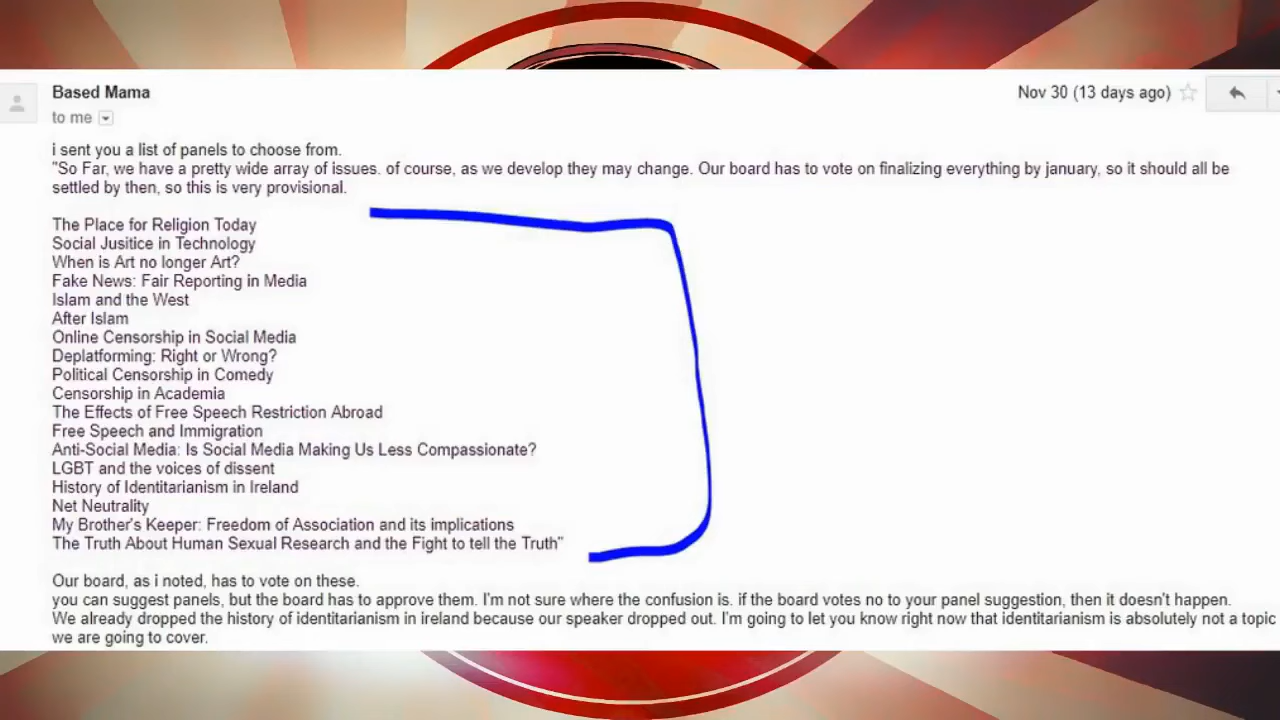 Based Mama
Nov 30 (13 days ago)
to me
i sent you a list of panels to choose from.
"So Far, we have a pretty wide array of issues. of course, as we develop they may change. Our board has to vote on finalizing everything by january, so it should all be
settled by then, so this is very provisional.
The Place for Religion Today
Social Jusitice in Technology
When is Art no longer Art?
Fake News: Fair Reporting in Media
Islam and the West
After Islam
Online Censorship in Social Media
Deplatforming: Right or Wrong?
Political Censorship in Comedy
Censorship in Academia
The Effects of Free Speech Restriction Abroad
Free Speech and Immigration
Anti-Social Media: Is Social Media Making Us Less Compassionate?
LGBT and the voices of dissent
History of Identitarianism in Ireland
Net Neutrality
My Brother's Keeper: Freedom of Association and its implications
The Truth About Human Sexual Research and the Fight to tell the Truth"
Our board, as i noted, has to vote on these.
you can suggest panels, but the board has to approve them. I'm not sure where the confusion is. if the board votes no to your panel suggestion, then it doesn't happen.
We already dropped the history of identitarianism in ireland because our speaker dropped out. I'm going to let you know right now that identitarianism is absolutely not a topic
we are going to cover.